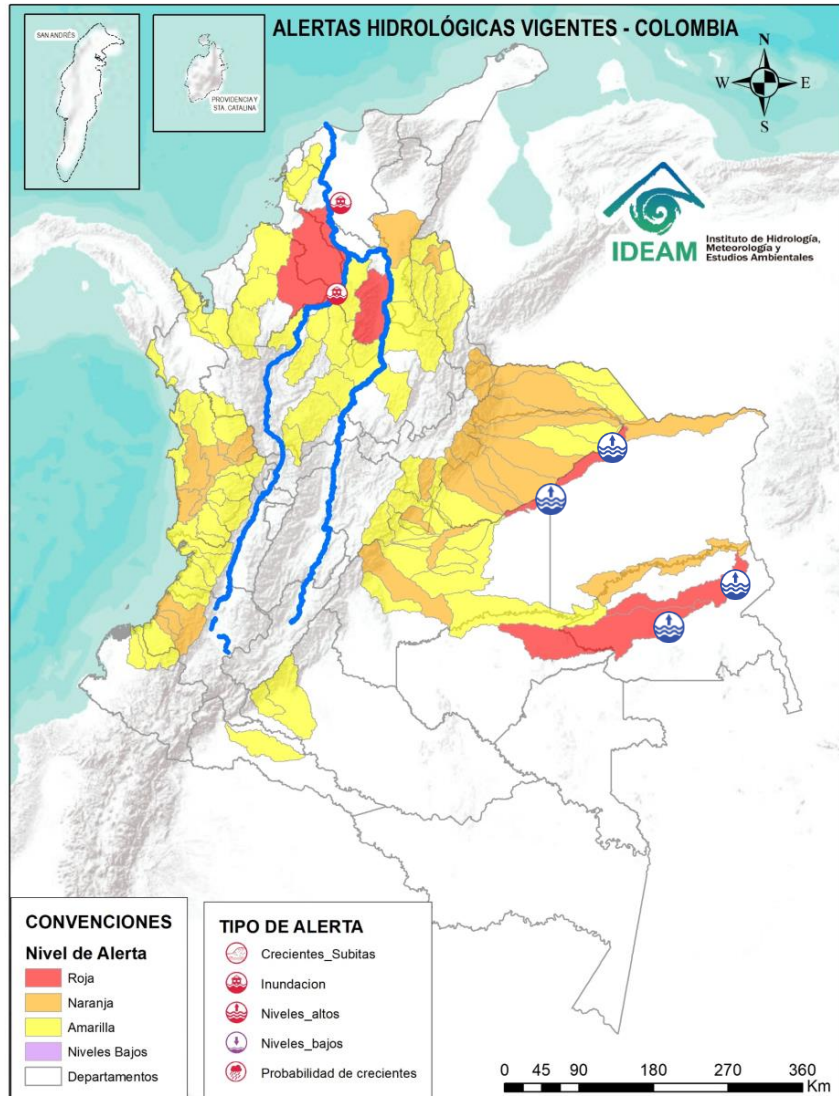 ALERTAS HIDROLÓGICAS VIGENTES - COLOMBIA
SAN ANDRÉS
PROVIDENCIA Y
STA. CATALINA
N
W
E
S
IDEAM
Instituto de Hidrología,
Meteorología y
Estudios Ambientales
CONVENCIONES
Nivel de Alerta
Roja
Naranja
Amarilla
Niveles Bajos
Departamentos
TIPO DE ALERTA
Crecientes_Subitas
Inundacion
Niveles_altos
Niveles_bajos
Probabilidad de crecientes
0 45 90 180 270 360
Km